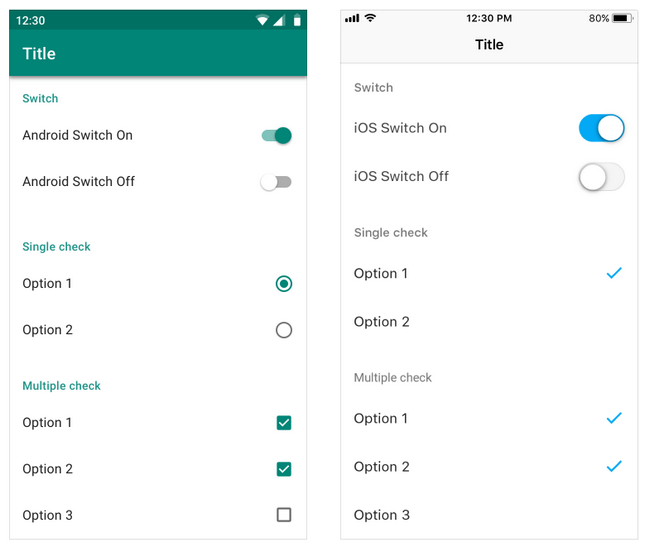 12:30
Title
Switch
Android Switch On
Android Switch Off
Single check
Option 1
Option 2
Multiple check
Option 1
Option 2
Option 3
12:30 PM
80%
Title
Switch
iOS Switch On
iOS Switch Off
Single check
Option 1
Option 2
Multiple check
Option 1
Option 2
Option 3